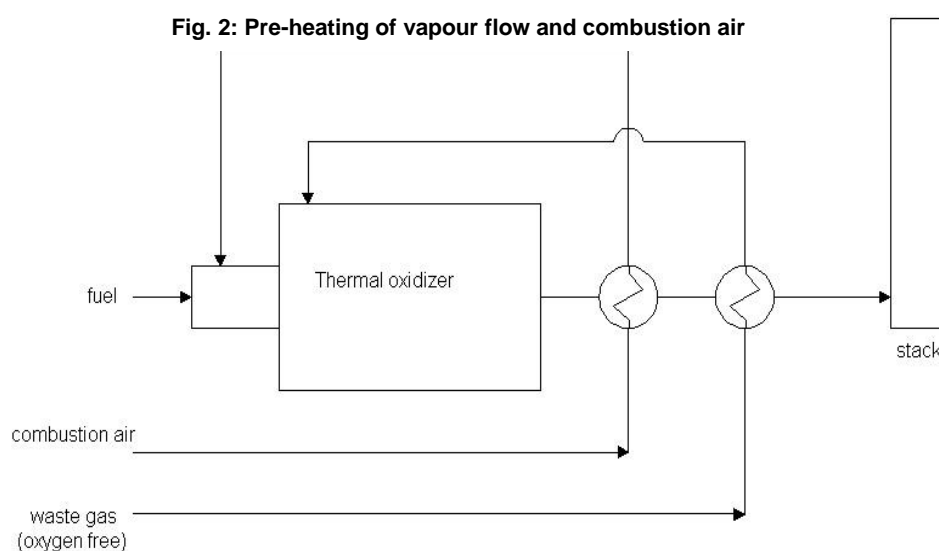 Fig. 2: Pre-heating of vapour flow and combustion air
Thermal oxidizer
fuel
stack
combustion air
waste gas
(oxygen free)